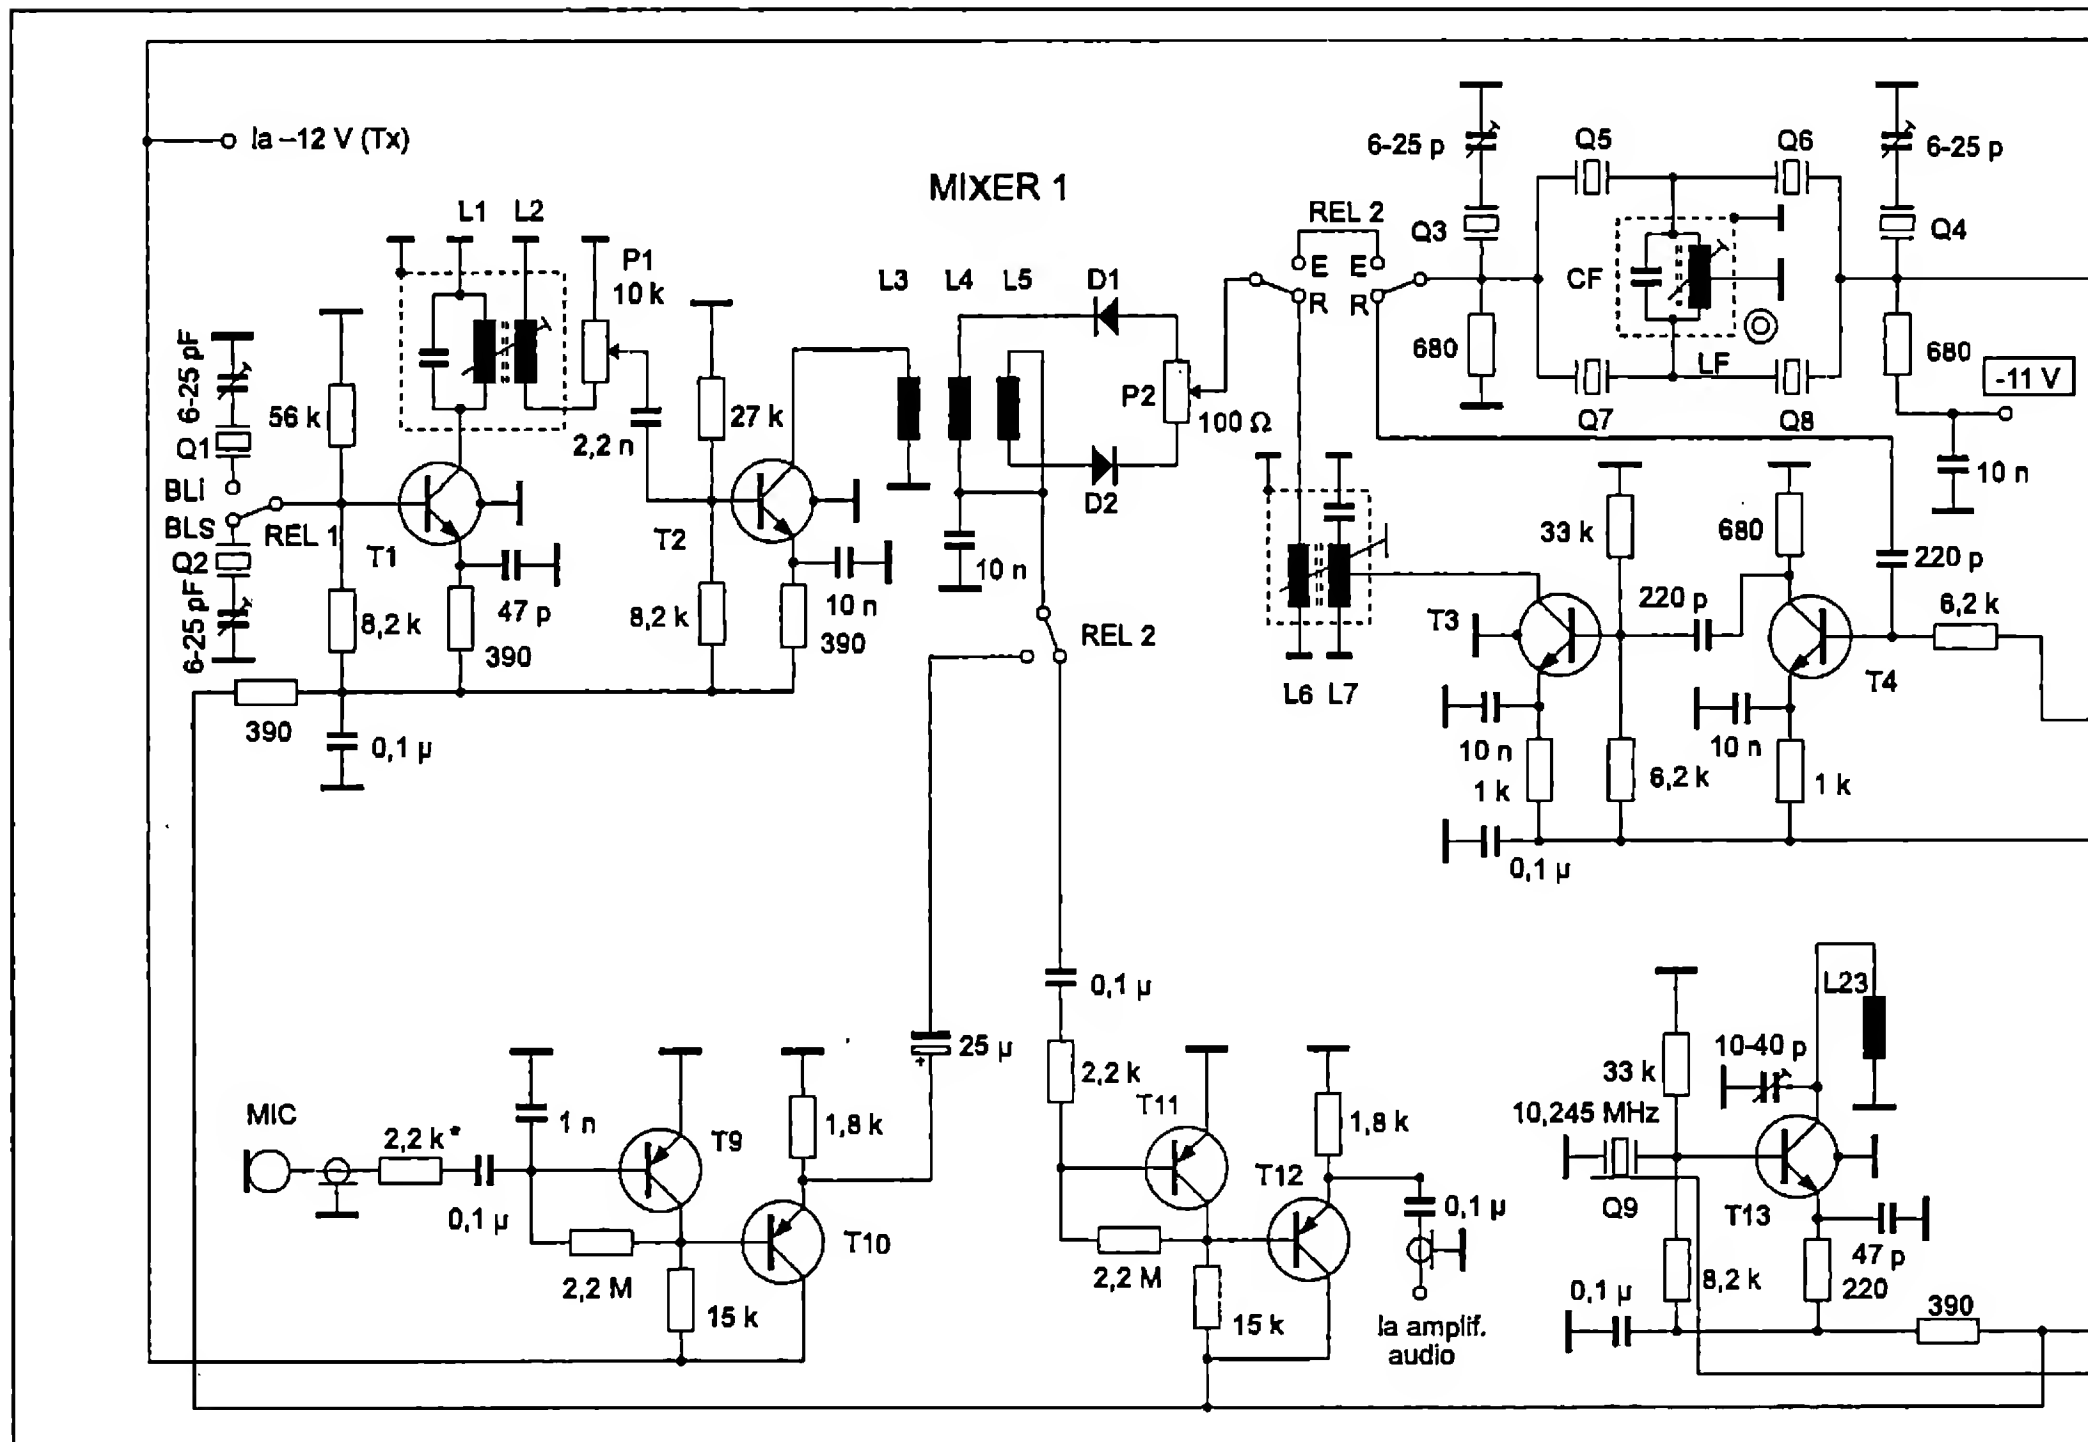 la –12 V (Tx)
MIXER 1
L1
L2
P1
10 k
6-25 pF
Q1
BLI
BLS
Q2
6-25 pF
REL 1
56 k
8,2 k
T1
47 p
390
390
0,1 µ
2,2 n
27 k
T2
8,2 k
10 n
390
L3
L4
L5
D1
D2
P2
100 Ω
10 n
REL 2
REL 2
E
E
R
R
6-25 p
Q3
680
Q5
Q6
CF
LF
Q7
Q8
6-25 p
Q4
680
-11 V
10 n
33 k
680
220 p
220 p
6,2 k
T3
T4
L6
L7
10 n
1 k
6,2 k
10 n
1 k
0,1 µ
MIC
2,2 k*
0,1 µ
1 n
T9
2,2 M
15 k
1,8 k
T10
25 µ
0,1 µ
2,2 k
T11
2,2 M
15 k
1,8 k
T12
0,1 µ
la amplif.
audio
L23
10-40 p
33 k
10,245 MHz
Q9
T13
47 p
8,2 k
220
0,1 µ
390